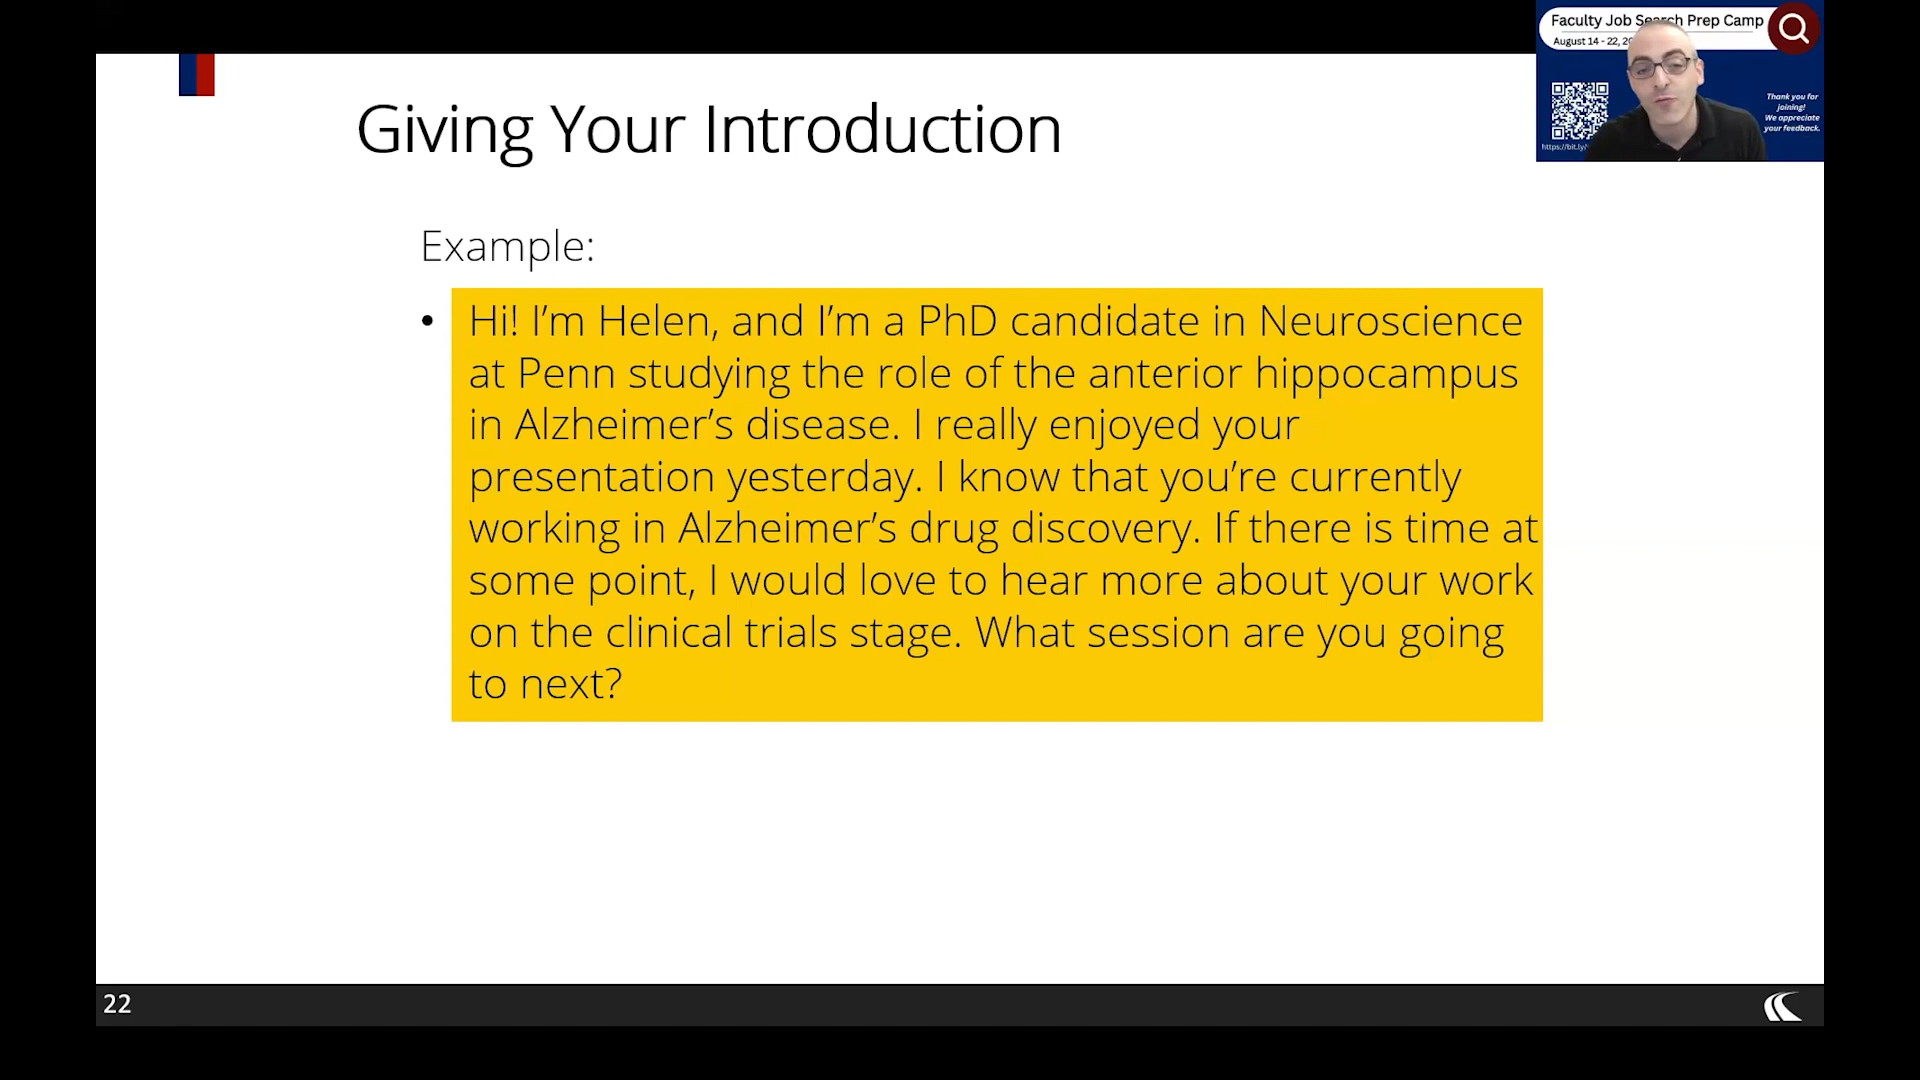 Faculty Job Search Prep Camp
August 14 - 22,
Thank you for
joining!
We appreciate
your feedback.
https://bit.ly/
Giving Your Introduction
Example:
• Hi! I’m Helen, and I’m a PhD candidate in Neuroscience
at Penn studying the role of the anterior hippocampus
in Alzheimer’s disease. I really enjoyed your
presentation yesterday. I know that you’re currently
working in Alzheimer’s drug discovery. If there is time at
some point, I would love to hear more about your work
on the clinical trials stage. What session are you going
to next?
22